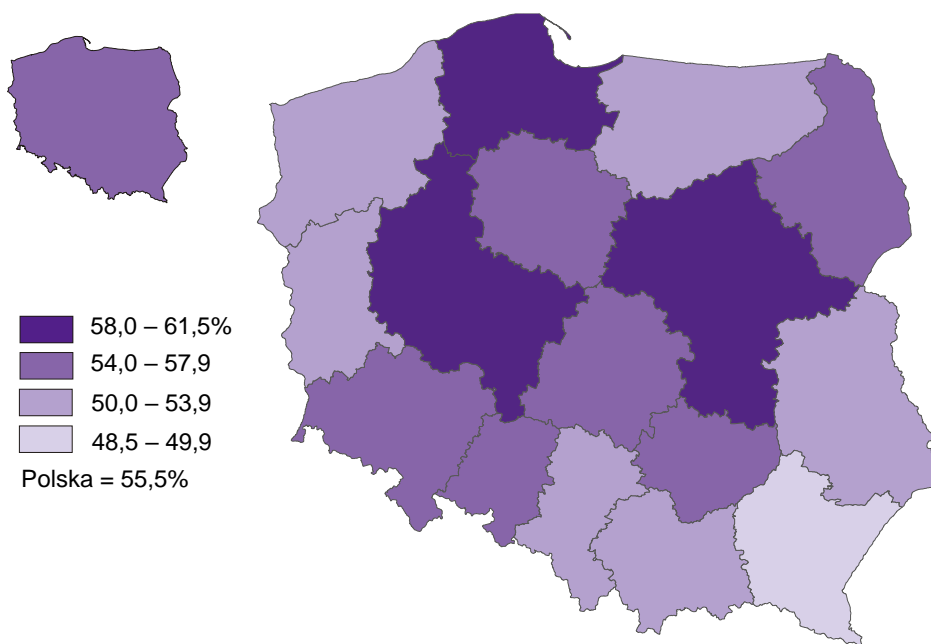 58,0 – 61,5%
54,0 – 57,9
50,0 – 53,9
48,5 – 49,9
Polska = 55,5%